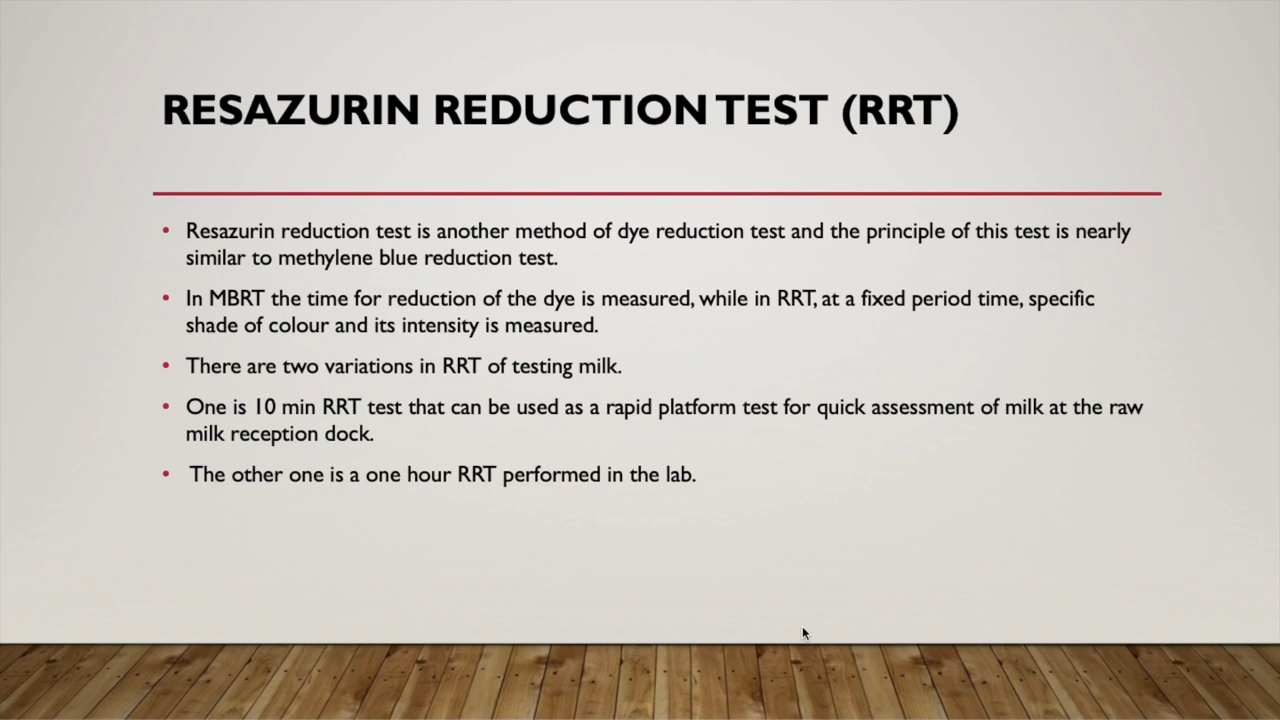 RESAZURIN REDUCTION TEST (RRT)
• Resazurin reduction test is another method of dye reduction test and the principle of this test is nearly
similar to methylene blue reduction test.
• In MBRT the time for reduction of the dye is measured, while in RRT, at a fixed period time, specific
shade of colour and its intensity is measured.
• There are two variations in RRT of testing milk.
• One is 10 min RRT test that can be used as a rapid platform test for quick assessment of milk at the raw
milk reception dock.
• The other one is a one hour RRT performed in the lab.